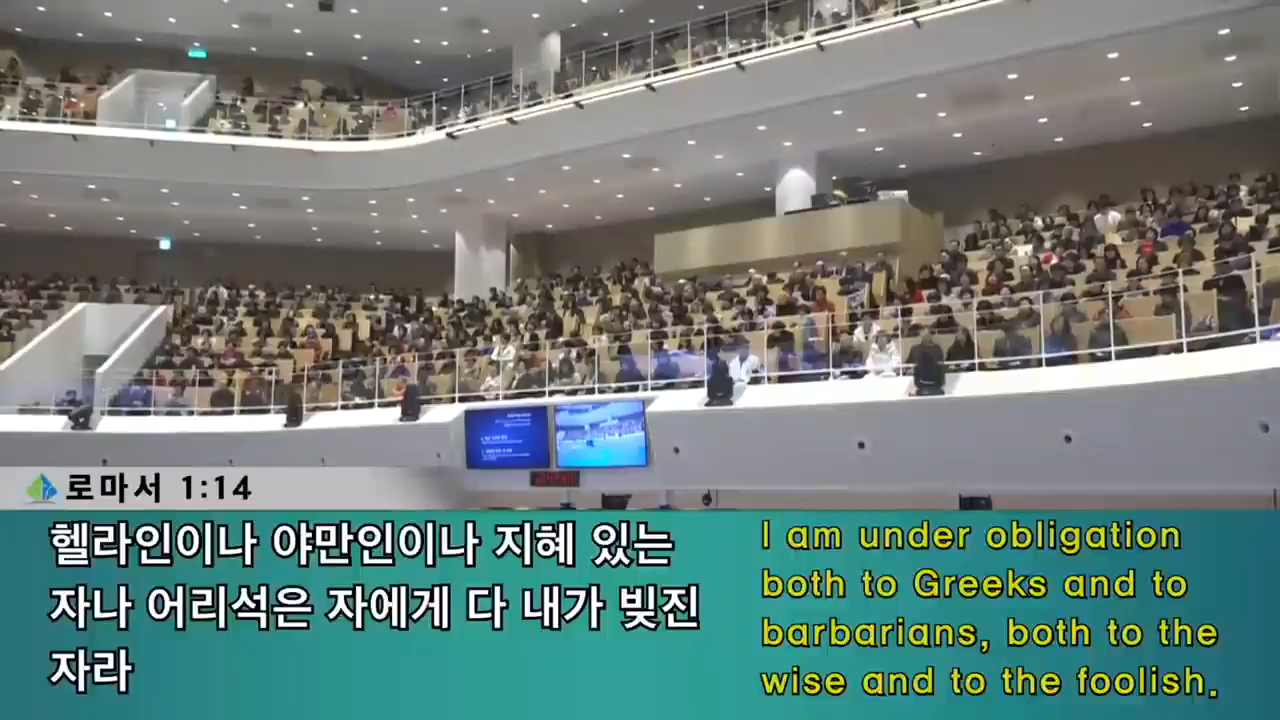 로마서 1:14
헬라인이나 야만인이나 지혜 있는
자나 어리석은 자에게 다 내가 빚진
자라
I am under obligation
both to Greeks and to
barbarians, both to the
wise and to the foolish.